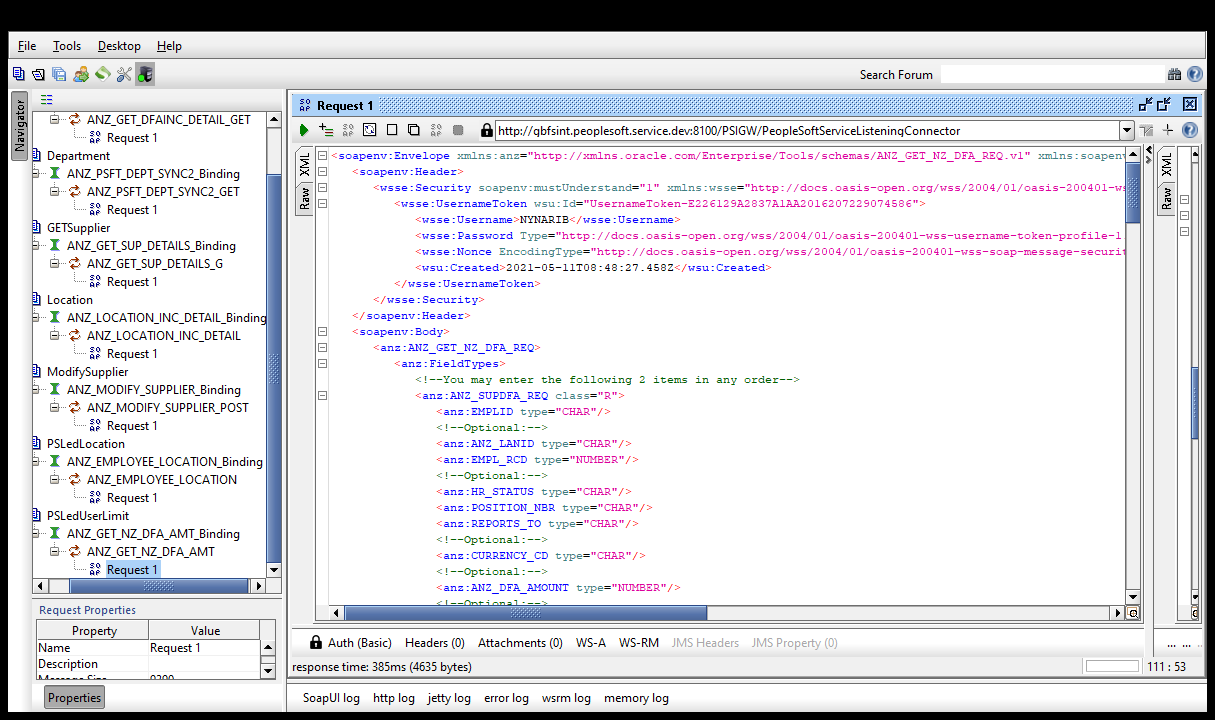 File Tools Desktop Help
Search Forum
Navigator
ANZ_GET_DFAINC_DETAIL_GET
Request 1
Department
ANZ_PSFT_DEPT_SYNC2_Binding
ANZ_PSFT_DEPT_SYNC2_GET
Request 1
GETSupplier
ANZ_GET_SUP_DETAILS_Binding
ANZ_GET_SUP_DETAILS_G
Request 1
Location
ANZ_LOCATION_INC_DETAIL_Binding
ANZ_LOCATION_INC_DETAIL
Request 1
ModifySupplier
ANZ_MODIFY_SUPPLIER_Binding
ANZ_MODIFY_SUPPLIER_POST
Request 1
PSLedLocation
ANZ_EMPLOYEE_LOCATION_Binding
ANZ_EMPLOYEE_LOCATION
Request 1
PSLedUserLimit
ANZ_GET_NZ_DFA_AMT_Binding
ANZ_GET_NZ_DFA_AMT
Request 1
Request Properties
Property Value
Name Request 1
Description
Properties
Request 1
http://qbfsint.peoplesoft.service.dev:8100/PSIGW/PeopleSoftServiceListeningConnector
XML
Raw
<soapenv:Envelope xmlns:anz="http://xmlns.oracle.com/Enterprise/Tools/schemas/ANZ_GET_NZ_DFA_REQ.v1" xmlns:soapenv
<soapenv:Header>
<wsse:Security soapenv:mustUnderstand="1" xmlns:wsse="http://docs.oasis-open.org/wss/2004/01/oasis-200401-ws
<wsse:UsernameToken wsu:Id="UsernameToken-E226129A2837A1AA2016207229074586">
<wsse:Username>NYNARIB</wsse:Username>
<wsse:Password Type="http://docs.oasis-open.org/wss/2004/01/oasis-200401-wss-username-token-profile-1.
<wsse:Nonce EncodingType="http://docs.oasis-open.org/wss/2004/01/oasis-200401-wss-soap-message-securit
<wsu:Created>2021-05-11T08:48:27.458Z</wsu:Created>
</wsse:UsernameToken>
</wsse:Security>
</soapenv:Header>
<soapenv:Body>
<anz:ANZ_GET_NZ_DFA_REQ>
<anz:FieldTypes>
<!--You may enter the following 2 items in any order-->
<anz:ANZ_SUPDFA_REQ class="R">
<anz:EMPLID type="CHAR"/>
<!--Optional:-->
<anz:ANZ_LANID type="CHAR"/>
<anz:EMPL_RCD type="NUMBER"/>
<!--Optional:-->
<anz:HR_STATUS type="CHAR"/>
<anz:POSITION_NBR type="CHAR"/>
<anz:REPORTS_TO type="CHAR"/>
<!--Optional:-->
<anz:CURRENCY_CD type="CHAR"/>
<!--Optional:-->
<anz:ANZ_DFA_AMOUNT type="NUMBER"/>
<!--Optional:-->
XML
Raw
Auth (Basic) Headers (0) Attachments (0) WS-A WS-RM JMS Headers JMS Property (0)
... ...
response time: 385ms (4635 bytes)
111 : 53
SoapUI log http log jetty log error log wsrm log memory log